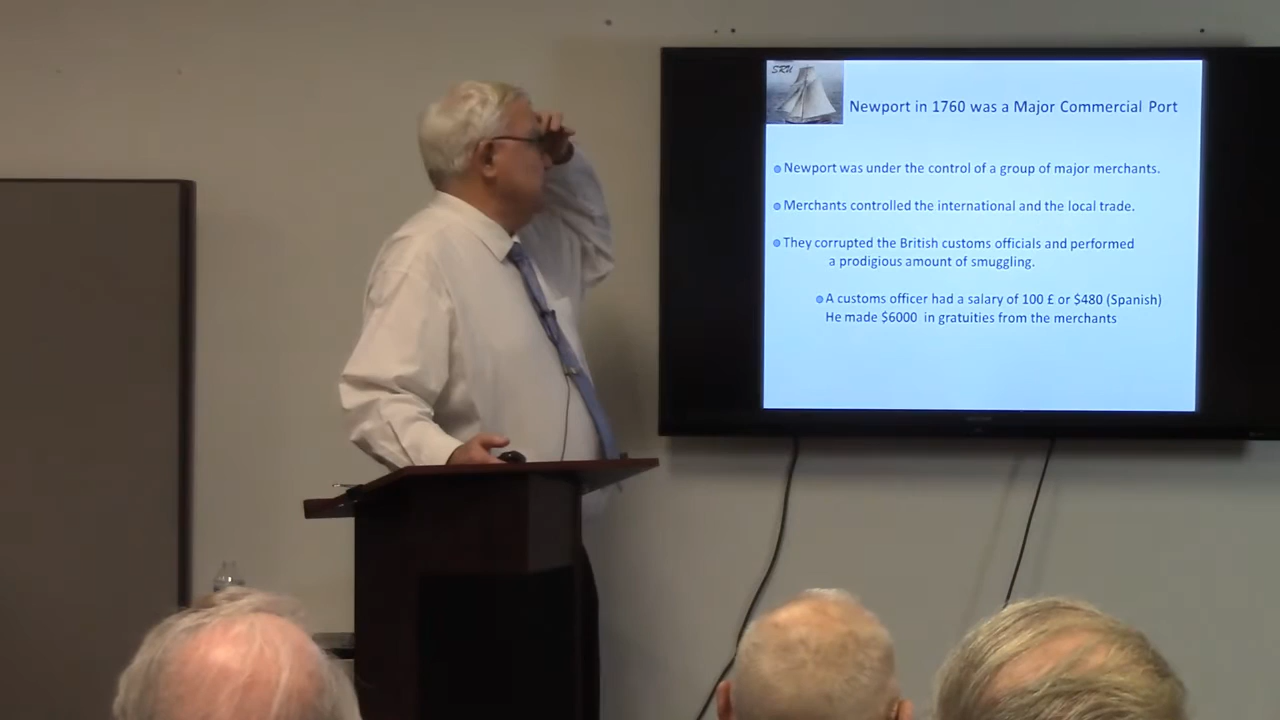 SRU
Newport in 1760 was a Major Commercial Port
Newport was under the control of a group of major merchants.
Merchants controlled the international and the local trade.
They corrupted the British customs officials and performed
a prodigious amount of smuggling.
A customs officer had a salary of 100 £ or $480 (Spanish)
He made $6000 in gratuities from the merchants